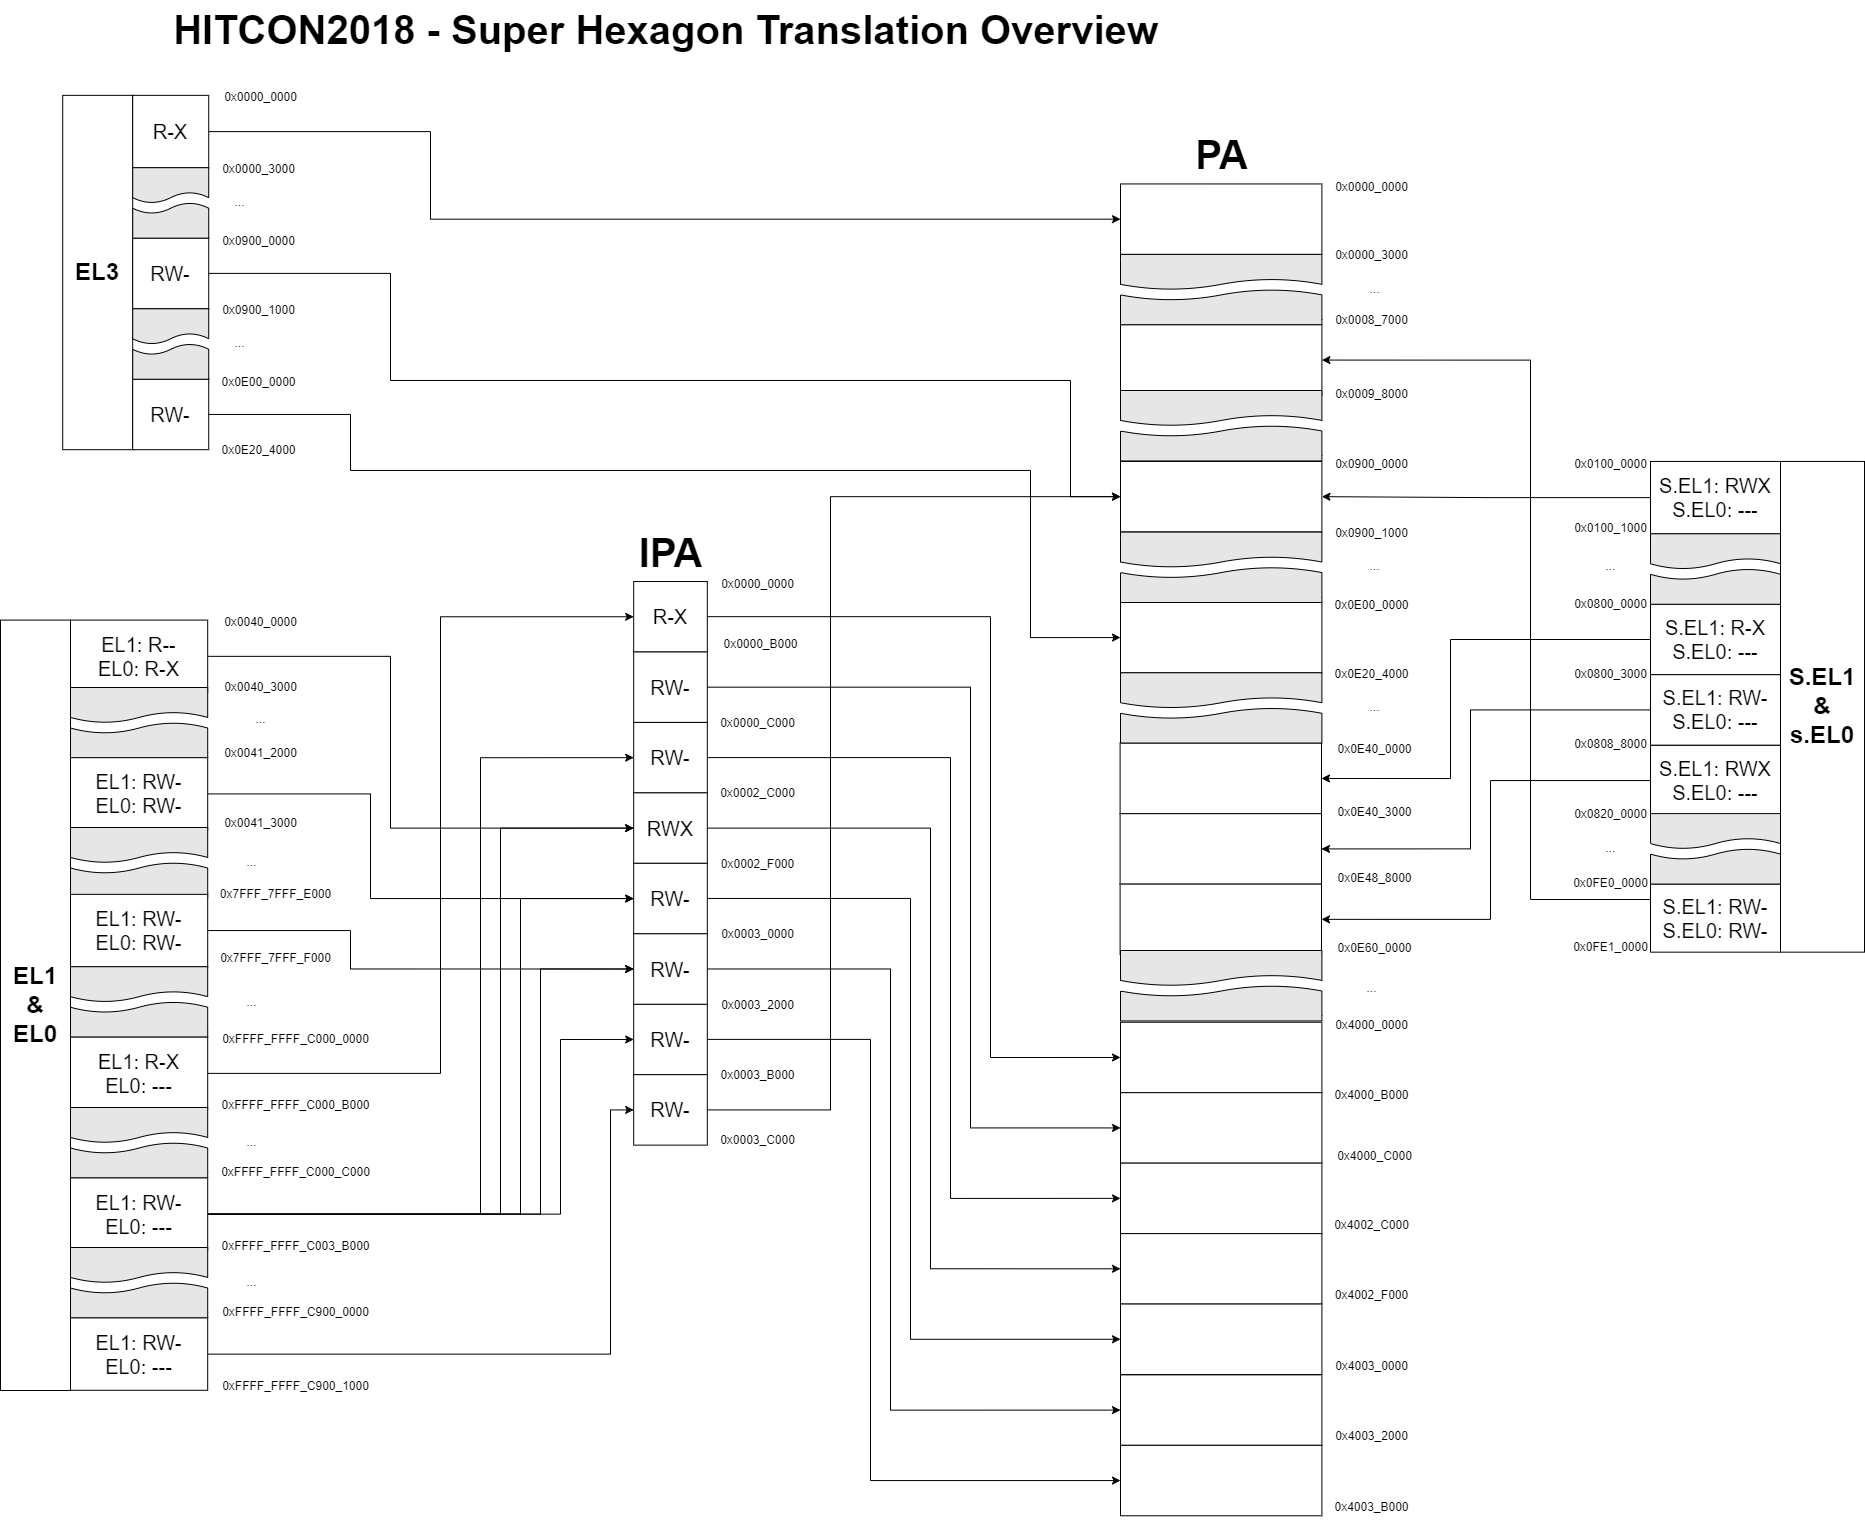 HITCON2018 - Super Hexagon Translation Overview
EL3
R-X
RW-
RW-
0x0000_0000
0x0000_3000
...
0x0900_0000
0x0900_1000
...
0x0E00_0000
0x0E20_4000
EL1
&
EL0
EL1: R--
EL0: R-X
EL1: RW-
EL0: RW-
EL1: RW-
EL0: RW-
EL1: R-X
EL0: ---
EL1: RW-
EL0: ---
EL1: RW-
EL0: ---
0x0040_0000
0x0040_3000
...
0x0041_2000
0x0041_3000
...
0x7FFF_7FFF_E000
0x7FFF_7FFF_F000
...
0xFFFF_FFFF_C000_0000
0xFFFF_FFFF_C000_B000
...
0xFFFF_FFFF_C000_C000
0xFFFF_FFFF_C003_B000
...
0xFFFF_FFFF_C900_0000
0xFFFF_FFFF_C900_1000
IPA
R-X
RW-
RW-
RWX
RW-
RW-
RW-
RW-
0x0000_0000
0x0000_B000
0x0000_C000
0x0002_C000
0x0002_F000
0x0003_0000
0x0003_2000
0x0003_B000
0x0003_C000
PA
0x0000_0000
0x0000_3000
...
0x0008_7000
0x0009_8000
0x0900_0000
0x0900_1000
...
0x0E00_0000
0x0E20_4000
...
0x0E40_0000
0x0E40_3000
0x0E48_8000
0x0E60_0000
...
0x4000_0000
0x4000_B000
0x4000_C000
0x4002_C000
0x4002_F000
0x4003_0000
0x4003_2000
0x4003_B000
0x0100_0000
0x0100_1000
...
0x0800_0000
0x0800_3000
0x0808_8000
0x0820_0000
...
0x0FE0_0000
0x0FE1_0000
S.EL1: RWX
S.EL0: ---
S.EL1: R-X
S.EL0: ---
S.EL1: RW-
S.EL0: ---
S.EL1: RWX
S.EL0: ---
S.EL1: RW-
S.EL0: RW-
S.EL1
&
s.EL0